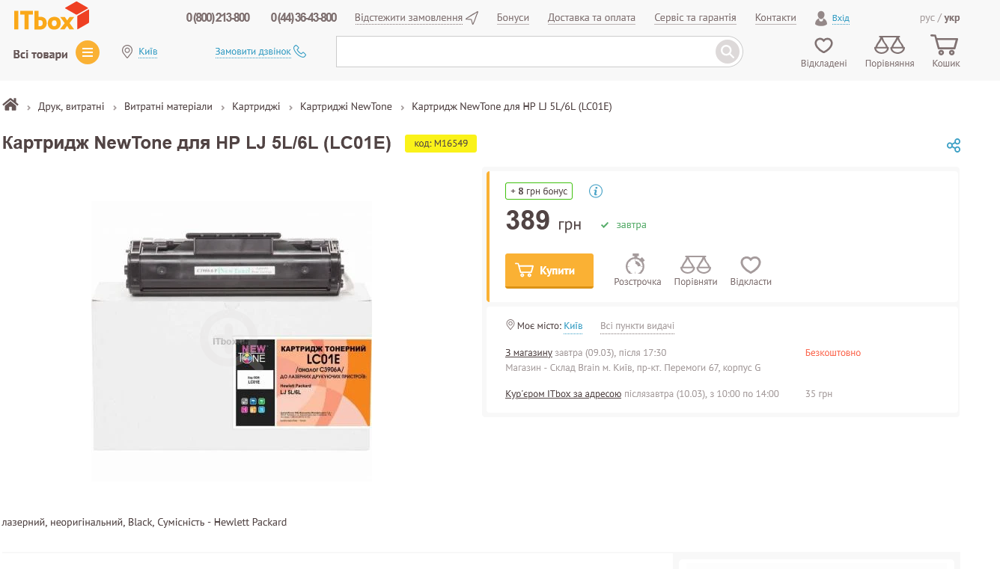 ITbox
0 (800) 213-800
0 (44) 36-43-800
Відстежити замовлення
Бонуси
Доставка та оплата
Сервіс та гарантія
Контакти
Вхід
рус / укр
Всі товари
Київ
Замовити дзвінок
Відкладені
Порівняння
Кошик
Друк, витратні › Витратні матеріали › Картриджі › Картриджі NewTone › Картридж NewTone для HP LJ 5L/6L (LC01E)
Картридж NewTone для HP LJ 5L/6L (LC01E)
код: M16549
+ 8 грн бонус
389 грн
завтра
Купити
Розстрочка
Порівняти
Відкласти
Моє місто: Київ
Всі пункти видачі
З магазину завтра (09.03), після 17:30
Безкоштовно
Магазин - Склад Brain м. Київ, пр-кт. Перемоги 67, корпус G
Кур'єром ITbox за адресою післязавтра (10.03), з 10:00 по 14:00
35 грн
NEW
TONE
LC01E
КАРТРИДЖ ТОНЕРНИЙ
LC01E
/аналог C3906A/
ДО ЛАЗЕРНИХ ДРУКУЮЧИХ ПРИСТРОЇВ:
Hewlett Packard
LJ 5L/6L
лазерний, неоригінальний, Black, Сумісність - Hewlett Packard